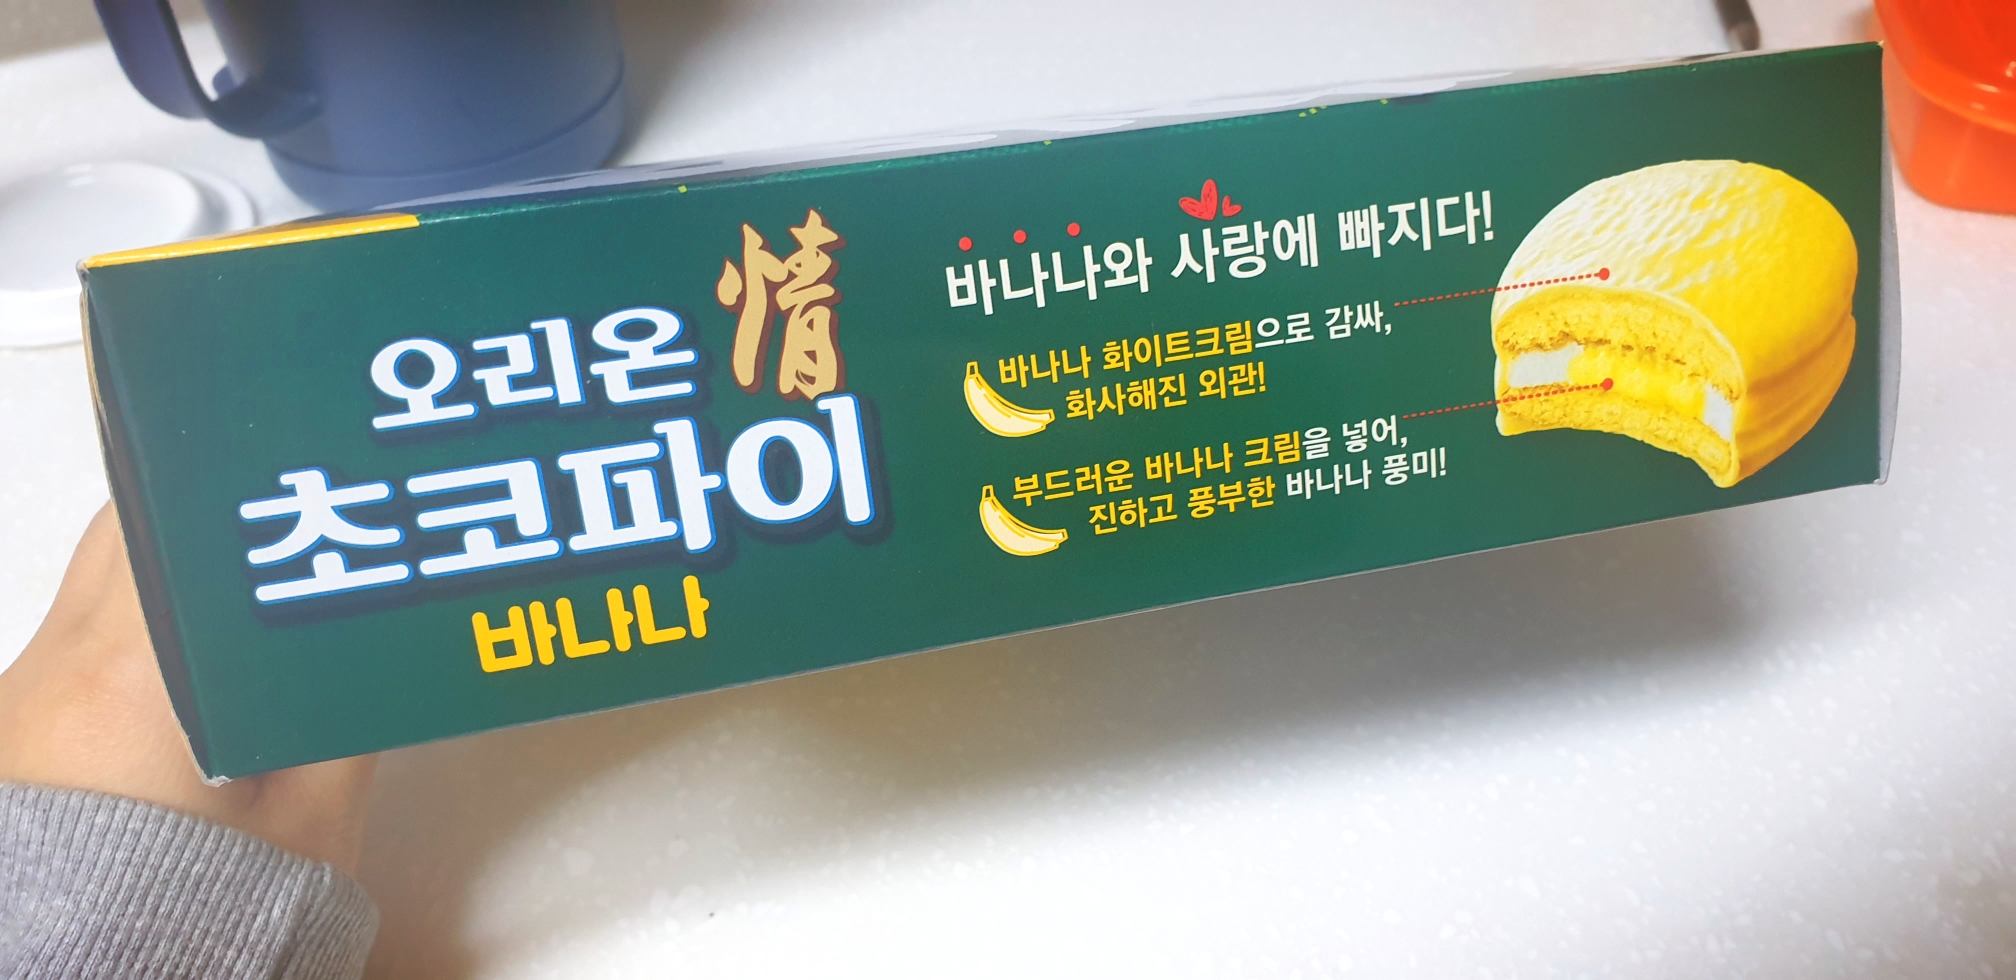 情
오리온
초코파이
바나나
바나나와 사랑에 빠지다!
바나나 화이트크림으로 감싸,
화사해진 외관!
부드러운 바나나 크림을 넣어,
진하고 풍부한 바나나 풍미!